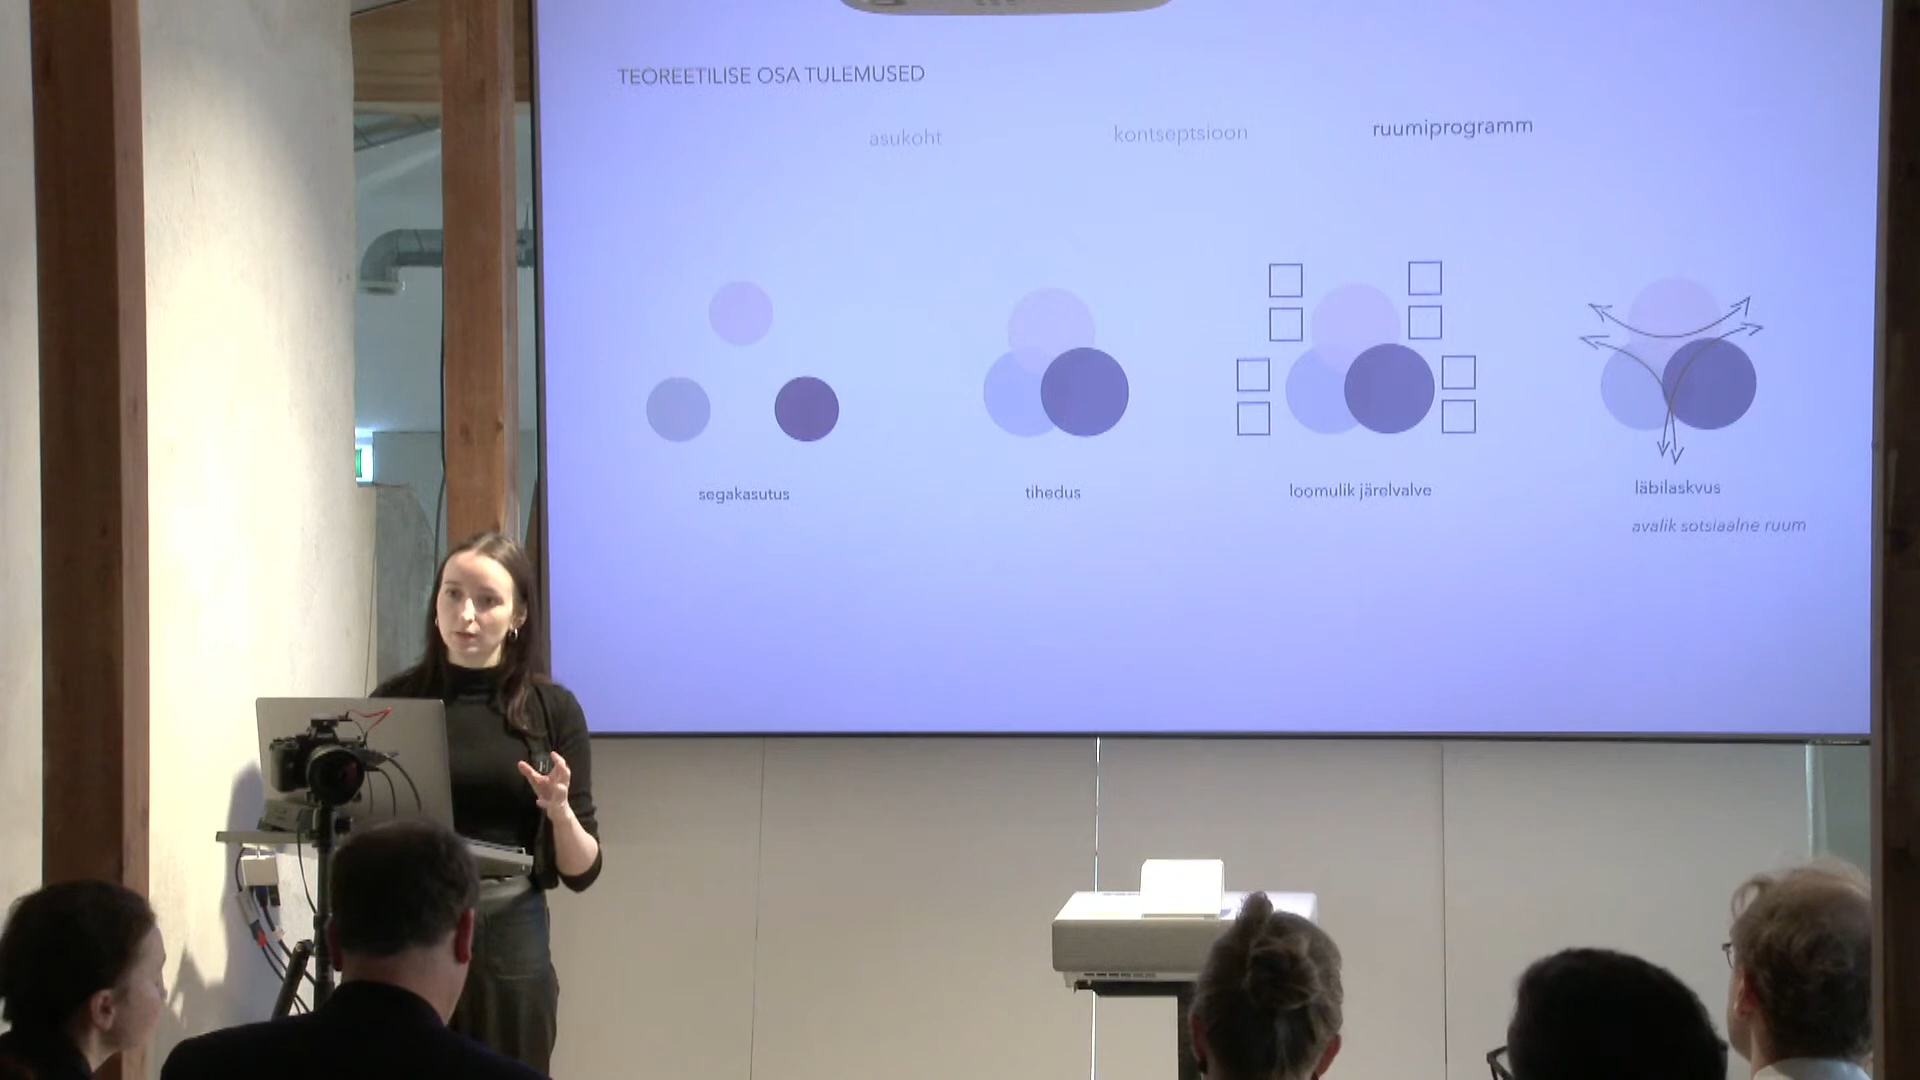 TEOREETILISE OSA TULEMUSED
asukoht
kontseptsioon
ruumiprogramm
segakasutus
tihedus
loomulik järelvalve
läbilaskvus
avalik sotsiaalne ruum